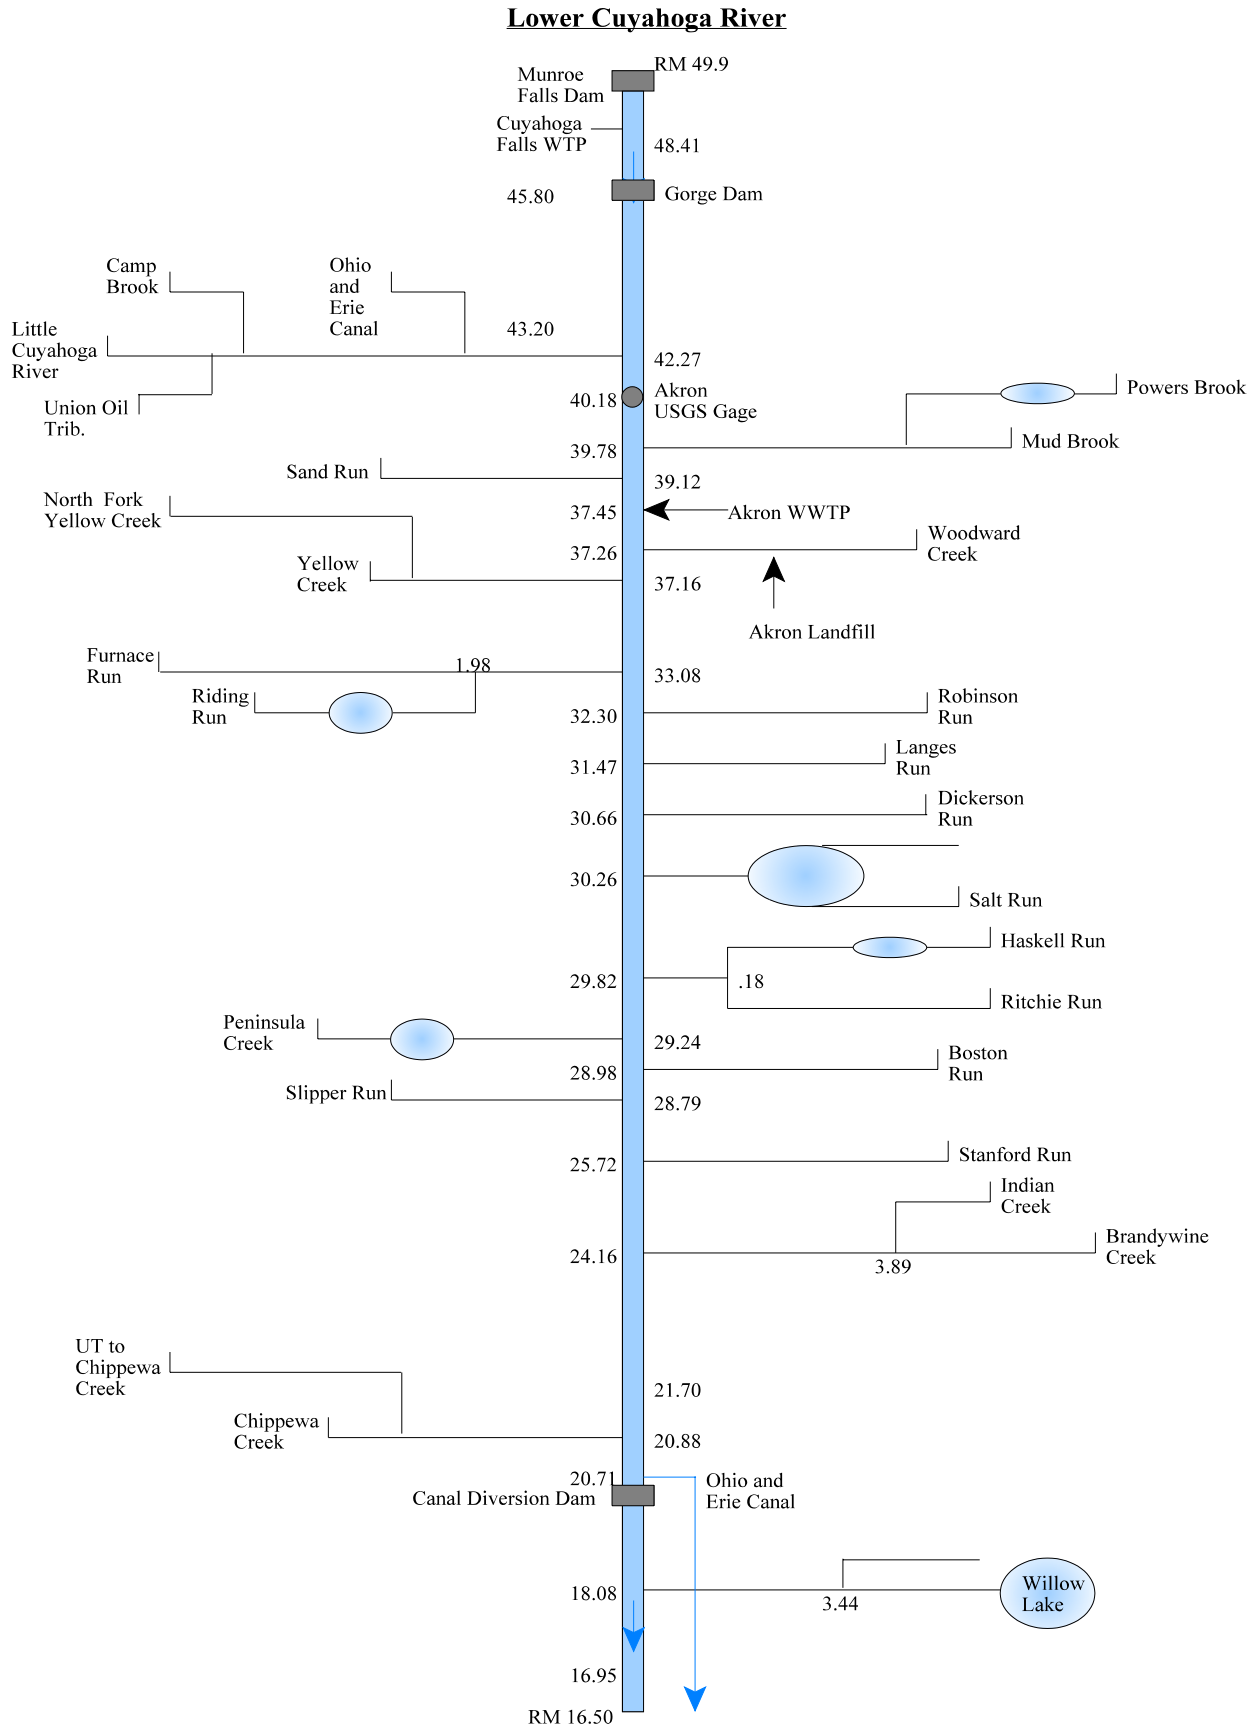 Lower Cuyahoga River
RM 49.9
Munroe
Falls Dam
Cuyahoga
Falls WTP
48.41
45.80
Gorge Dam
Camp
Brook
Ohio
and
Erie
Canal
43.20
Little
Cuyahoga
River
42.27
Union Oil
Trib.
40.18
Akron
USGS Gage
Powers Brook
39.78
Mud Brook
Sand Run
39.12
North Fork
Yellow Creek
37.45
Akron WWTP
37.26
Woodward
Creek
Yellow
Creek
37.16
Akron Landfill
Furnace
Run
1.98
33.08
Riding
Run
32.30
Robinson
Run
31.47
Langes
Run
30.66
Dickerson
Run
30.26
Salt Run
Haskell Run
29.82
.18
Ritchie Run
Peninsula
Creek
29.24
28.98
Boston
Run
Slipper Run
28.79
25.72
Stanford Run
Indian
Creek
24.16
3.89
Brandywine
Creek
UT to
Chippewa
Creek
21.70
Chippewa
Creek
20.88
20.71
Canal Diversion Dam
Ohio and
Erie Canal
18.08
3.44
Willow
Lake
16.95
RM 16.50